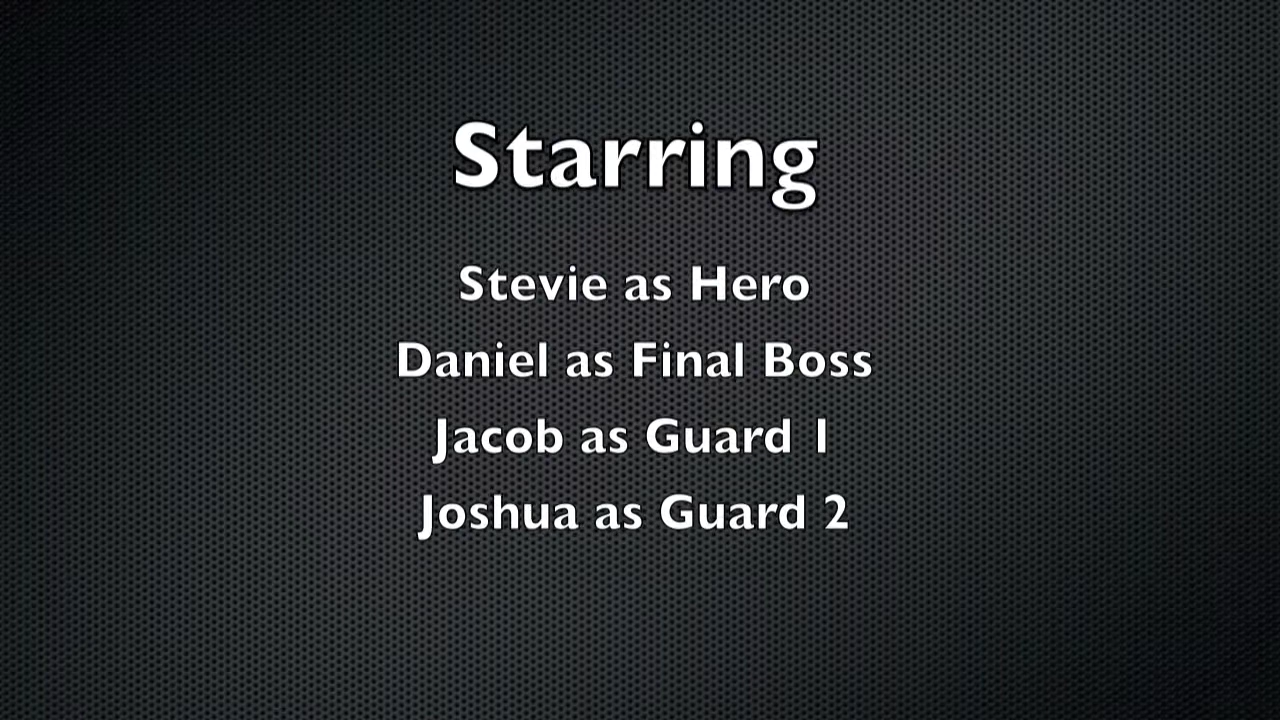 Starring
Stevie as Hero
Daniel as Final Boss
Jacob as Guard 1
Joshua as Guard 2